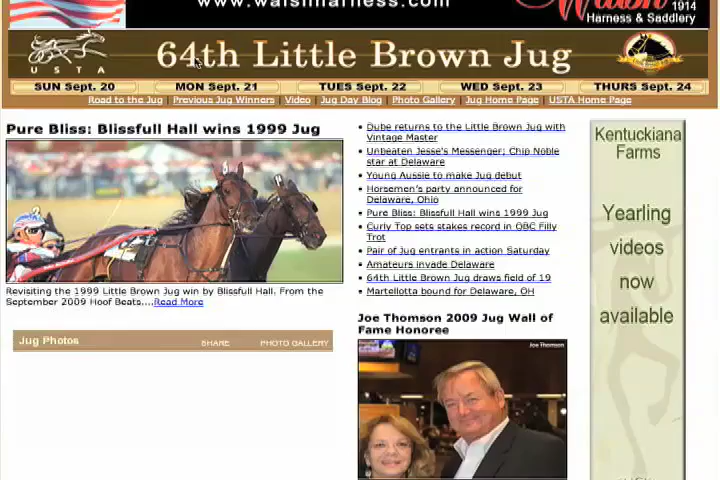 www.walshharness.com
Walsh
1914
Harness & Saddlery
USTA
64th Little Brown Jug
SUN Sept. 20
MON Sept. 21
TUES Sept. 22
WED Sept. 23
THURS Sept. 24
Road to the Jug | Previous Jug Winners | Video | Jug Day Blog | Photo Gallery | Jug Home Page | USTA Home Page
Pure Bliss: Blissfull Hall wins 1999 Jug
Revisiting the 1999 Little Brown Jug win by Blissfull Hall. From the
September 2009 Hoof Beats....Read More
Jug Photos
SHARE
PHOTO GALLERY
Dube returns to the Little Brown Jug with
Vintage Master
Unbeaten Jesse's Messenger; Chip Noble
star at Delaware
Young Aussie to make Jug debut
Horsemen's party announced for
Delaware, Ohio
Pure Bliss: Blissfull Hall wins 1999 Jug
Curly Top sets stakes record in OBC Filly
Trot
Pair of Jug entrants in action Saturday
Amateurs invade Delaware
64th Little Brown Jug draws field of 19
Martellotta bound for Delaware, OH
Joe Thomson 2009 Jug Wall of
Fame Honoree
Joe Thomson
Kentuckiana
Farms
Yearling
videos
now
available